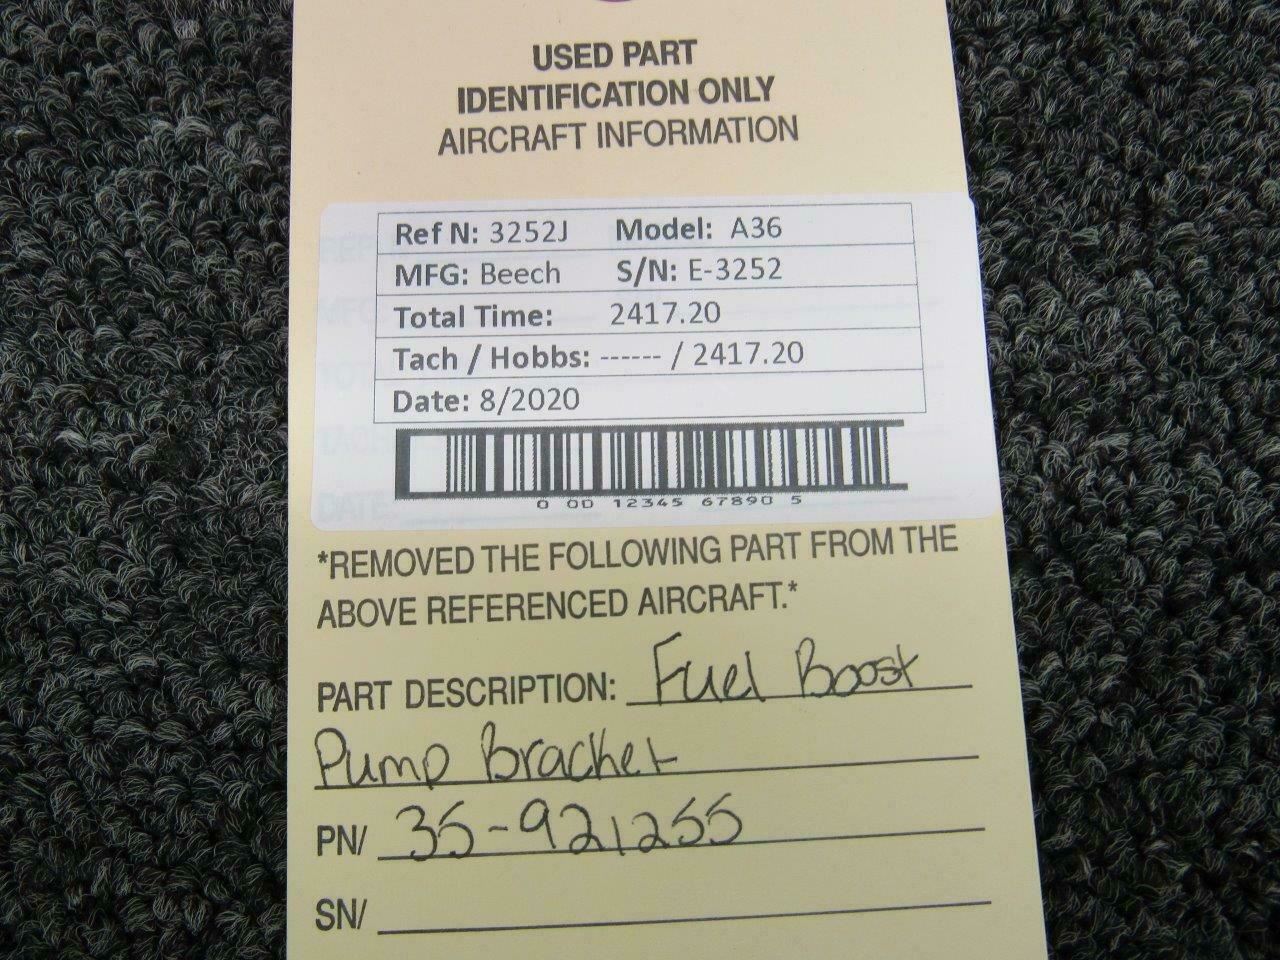 USED PART
IDENTIFICATION ONLY
AIRCRAFT INFORMATION
Ref N: 3252J Model: A36
MFG: Beech S/N: E-3252
Total Time: 2417.20
Tach / Hobbs: ------ / 2417.20
Date: 8/2020
0 00 12345 67890 5
*REMOVED THE FOLLOWING PART FROM THE
ABOVE REFERENCED AIRCRAFT.*
PART DESCRIPTION: Fuel Boost
Pump Bracket
PN/ 35-921255
SN/